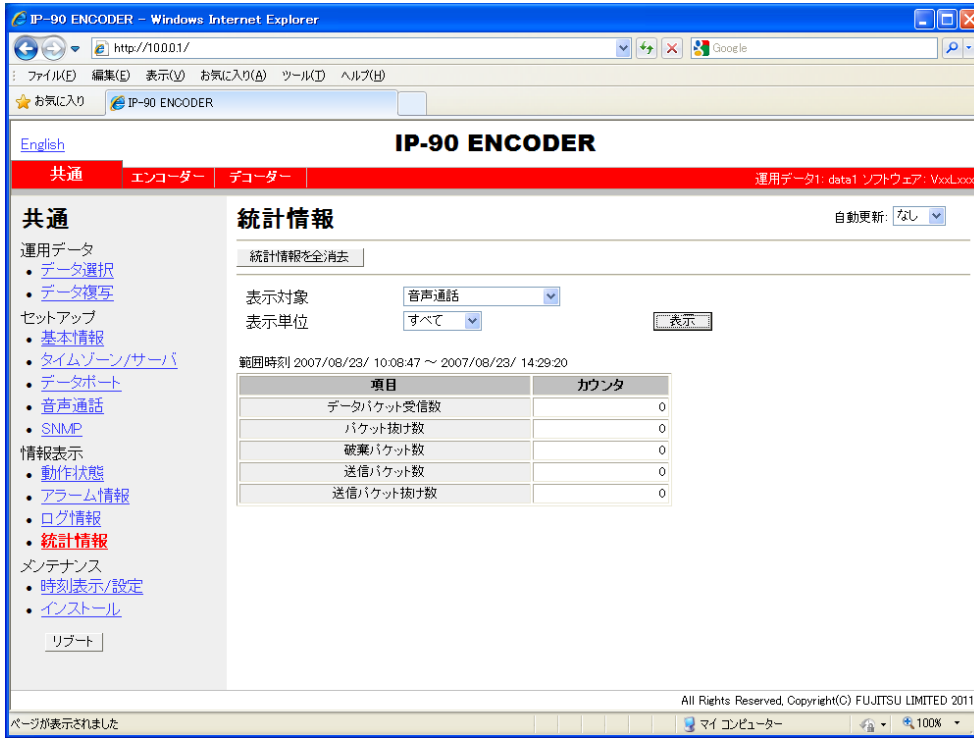 IP-90 ENCODER - Windows Internet Explorer
http://10.0.0.1/
Google
ファイル(F) 編集(E) 表示(V) お気に入り(A) ツール(T) ヘルプ(H)
お気に入り IP-90 ENCODER
English
IP-90 ENCODER
共通 エンコーダー デコーダー 運用データ1: data1 ソフトウェア: VxxLxxx
共通
運用データ
• データ選択
• データ複写
セットアップ
• 基本情報
• タイムゾーン/サーバ
• データポート
• 音声通話
• SNMP
情報表示
• 動作状態
• アラーム情報
• ログ情報
• 統計情報
メンテナンス
• 時刻表示/設定
• インストール
リブート
統計情報
自動更新: なし
統計情報を全消去
表示対象 音声通話
表示単位 すべて 表示
範囲時刻 2007/08/23/ 10:08:47 ～ 2007/08/23/ 14:29:20
項目 カウンタ
データパケット受信数 0
パケット抜け数 0
破棄パケット数 0
送信パケット数 0
送信パケット抜け数 0
All Rights Reserved, Copyright(C) FUJITSU LIMITED 2011
ページが表示されました マイ コンピューター 100%